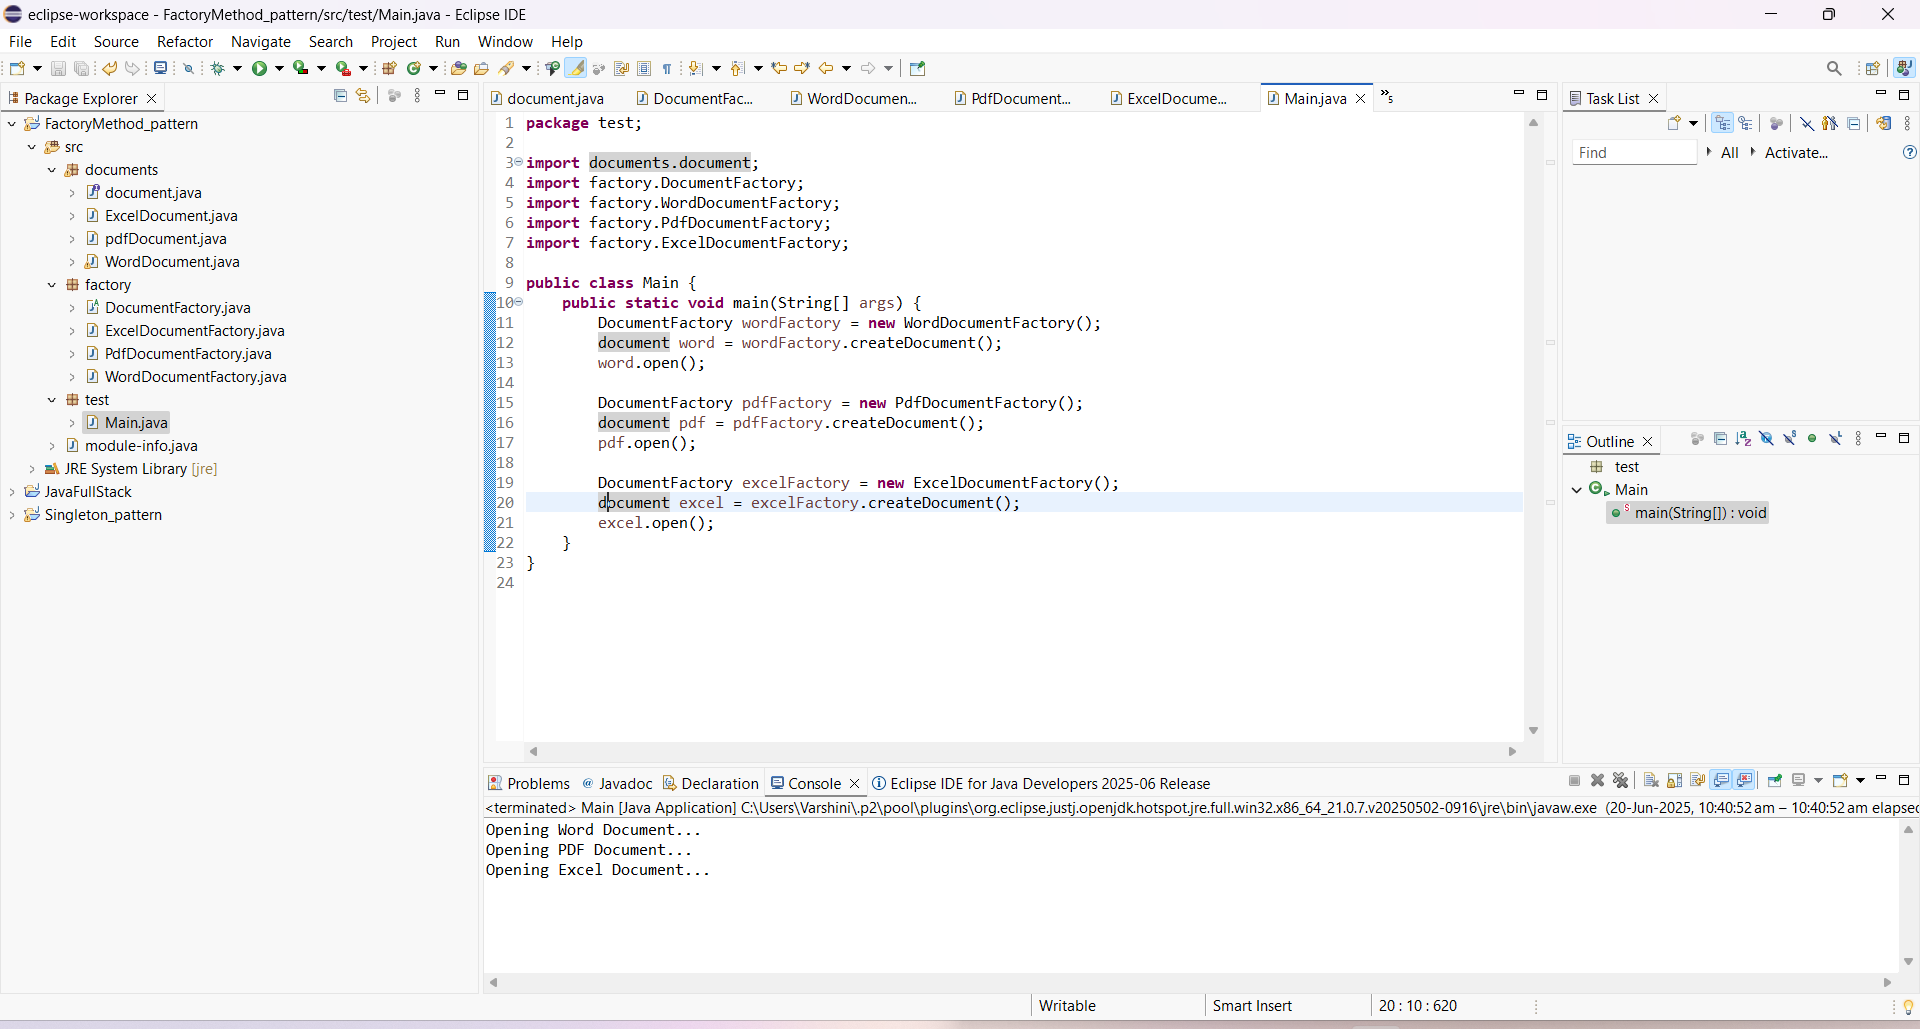 eclipse-workspace - FactoryMethod_pattern/src/test/Main.java - Eclipse IDE
File Edit Source Refactor Navigate Search Project Run Window Help
Package Explorer
FactoryMethod_pattern
src
documents
document.java
ExcelDocument.java
pdfDocument.java
WordDocument.java
factory
DocumentFactory.java
ExcelDocumentFactory.java
PdfDocumentFactory.java
WordDocumentFactory.java
test
Main.java
module-info.java
JRE System Library [jre]
JavaFullStack
Singleton_pattern
document.java DocumentFac... WordDocumen... PdfDocument... ExcelDocume... Main.java »5
1 package test;
2
3 import documents.document;
4 import factory.DocumentFactory;
5 import factory.WordDocumentFactory;
6 import factory.PdfDocumentFactory;
7 import factory.ExcelDocumentFactory;
8
9 public class Main {
10 public static void main(String[] args) {
11 DocumentFactory wordFactory = new WordDocumentFactory();
12 document word = wordFactory.createDocument();
13 word.open();
14
15 DocumentFactory pdfFactory = new PdfDocumentFactory();
16 document pdf = pdfFactory.createDocument();
17 pdf.open();
18
19 DocumentFactory excelFactory = new ExcelDocumentFactory();
20 document excel = excelFactory.createDocument();
21 excel.open();
22 }
23 }
24
Task List
Find All Activate...
Outline
test
Main
main(String[]) : void
Problems @ Javadoc Declaration Console Eclipse IDE for Java Developers 2025-06 Release
<terminated> Main [Java Application] C:\Users\Varshini\.p2\pool\plugins\org.eclipse.justj.openjdk.hotspot.jre.full.win32.x86_64_21.0.7.v20250502-0916\jre\bin\javaw.exe (20-Jun-2025, 10:40:52 am – 10:40:52 am elapsed
Opening Word Document...
Opening PDF Document...
Opening Excel Document...
Writable Smart Insert 20 : 10 : 620